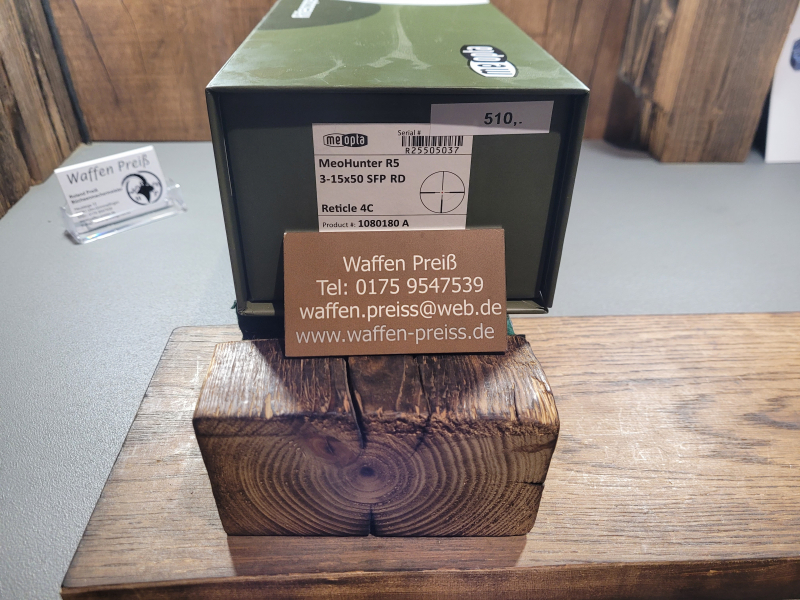 meopta
510,.
meopta
Serial #
R25505037
MeoHunter R5
3-15x50 SFP RD
Reticle 4C
Product #: 1080180 A
Waffen Preiß
Waffen Preiß
Tel: 0175 9547539
waffen.preiss@web.de
www.waffen-preiss.de